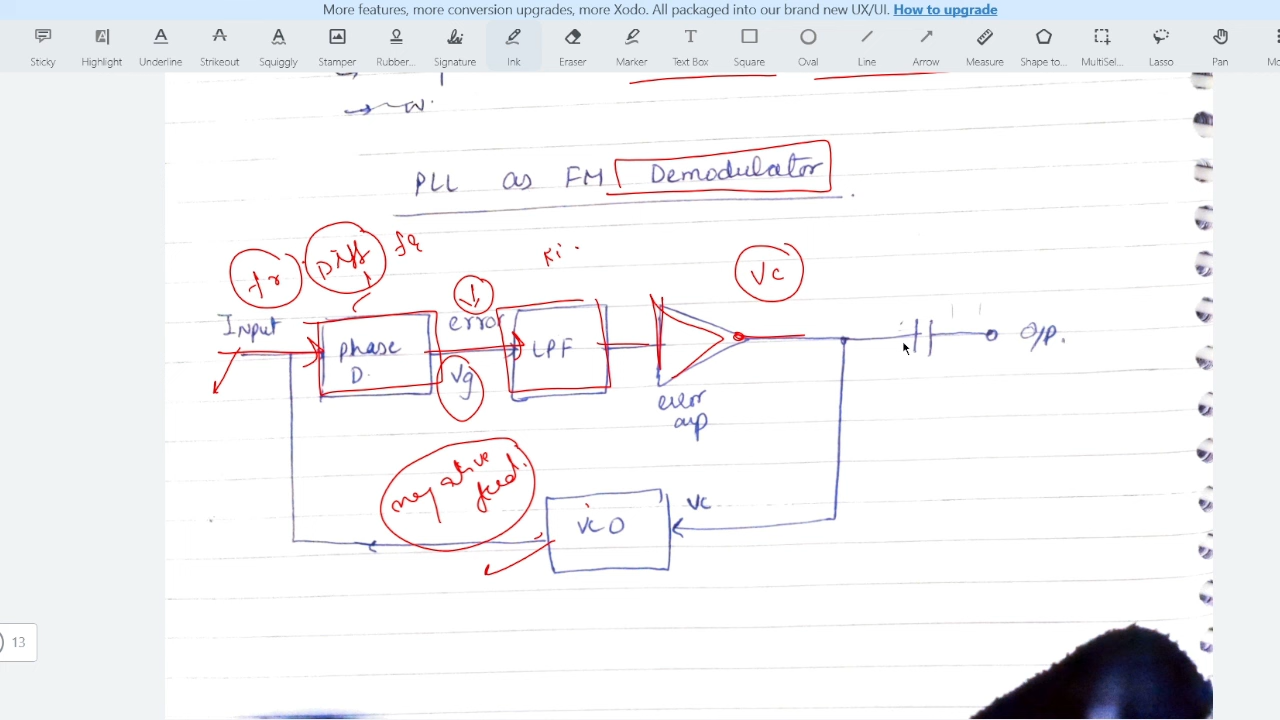 More features, more conversion upgrades, more Xodo. All packaged into our brand new UX/UI. How to upgrade
Sticky Highlight Underline Strikeout Squiggly Stamper Rubber... Signature Ink Eraser Marker Text Box Square Oval Line Arrow Measure Shape to... MultiSel... Lasso Pan Mo
PLL as FM Demodulator
Diff
Vc
Input
error
O/P.
phase
D.
Vg
LPF
error
amp
negative
feed.
VCO
VC
13